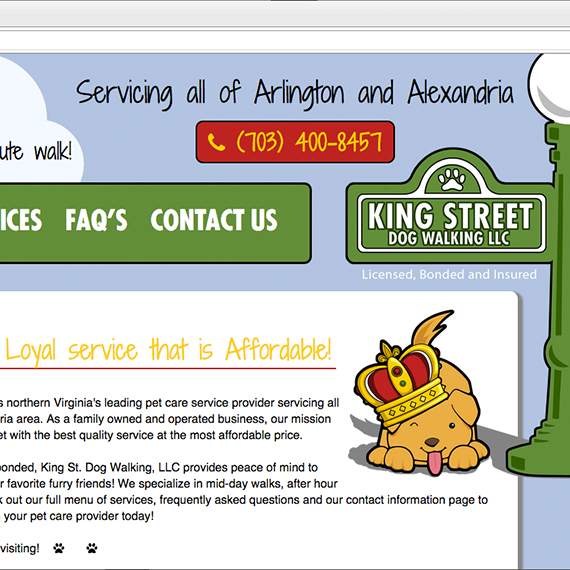 Servicing all of Arlington and Alexandria
ute walk!
(703) 400-8457
ICES FAQ'S CONTACT US
KING STREET
DOG WALKING LLC
Licensed, Bonded and Insured
Loyal service that is Affordable!
s northern Virginia's leading pet care service provider servicing all
ria area. As a family owned and operated business, our mission
et with the best quality service at the most affordable price.
onded, King St. Dog Walking, LLC provides peace of mind to
r favorite furry friends! We specialize in mid-day walks, after hour
k out our full menu of services, frequently asked questions and our contact information page to
your pet care provider today!
visiting!